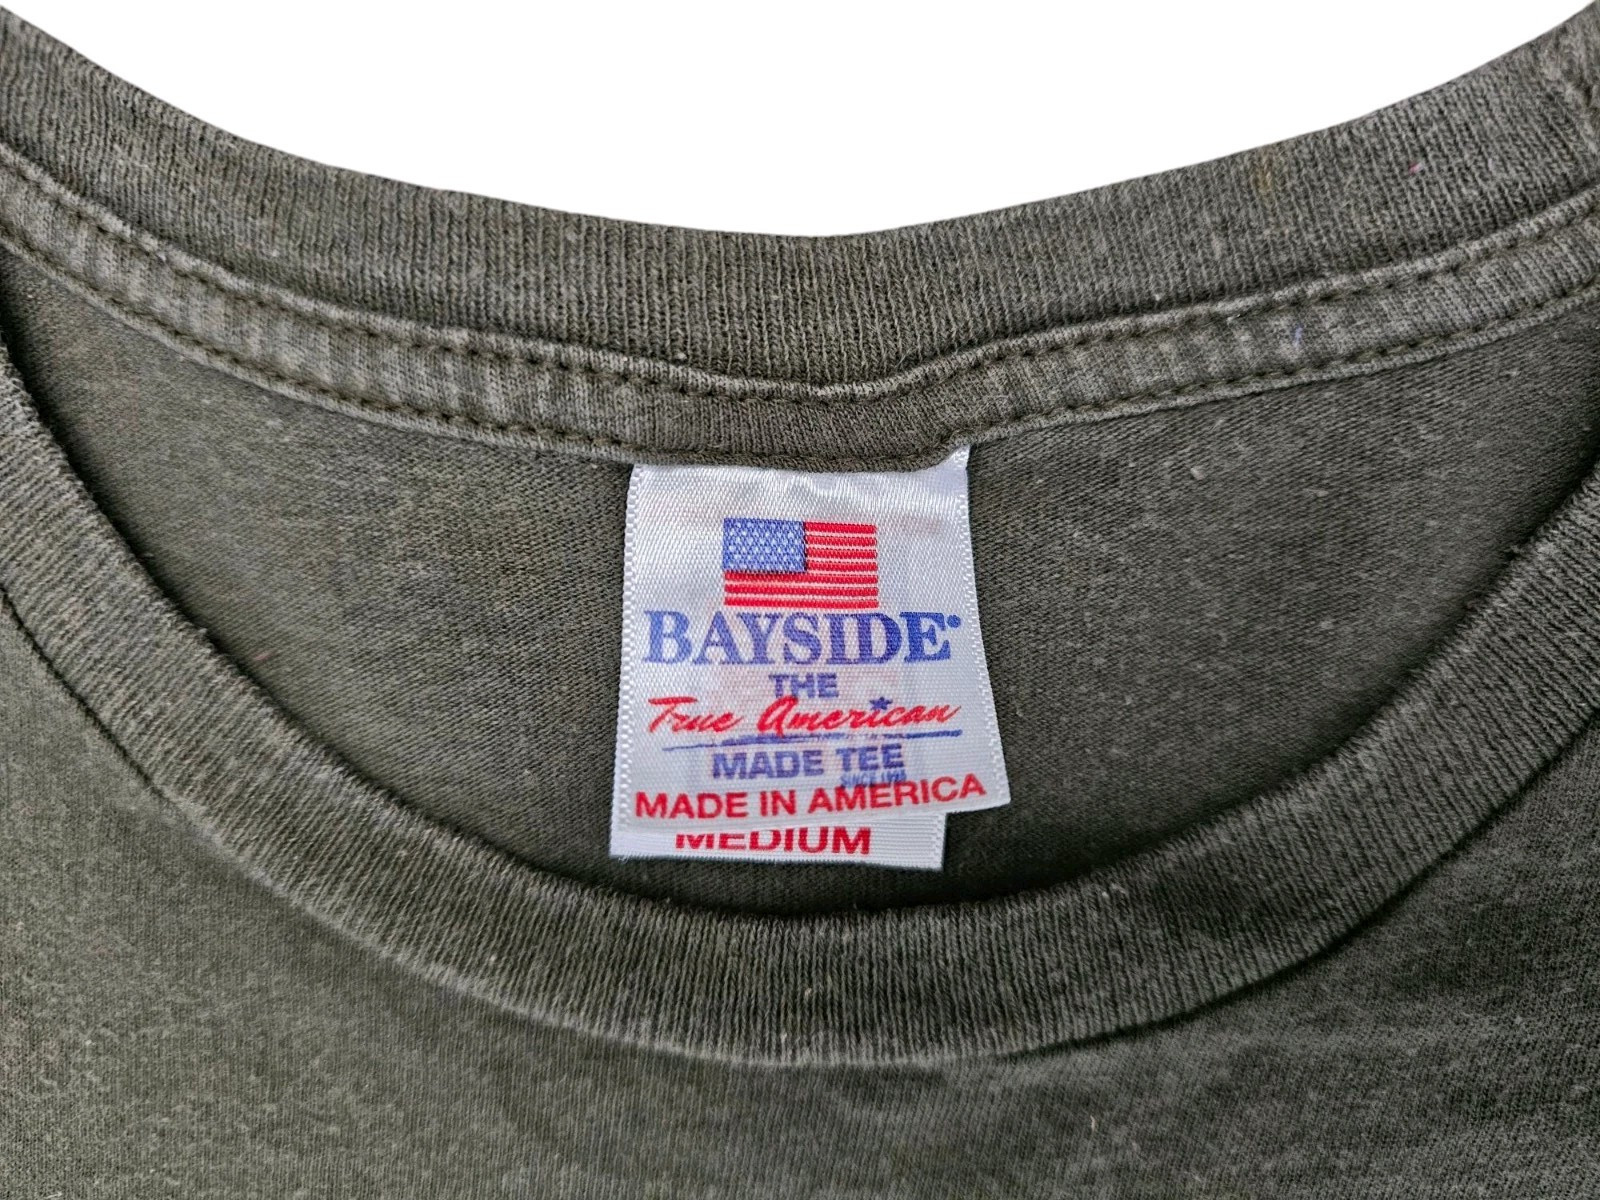 BAYSIDE
THE
True American
MADE TEE
MADE IN AMERICA
MEDIUM